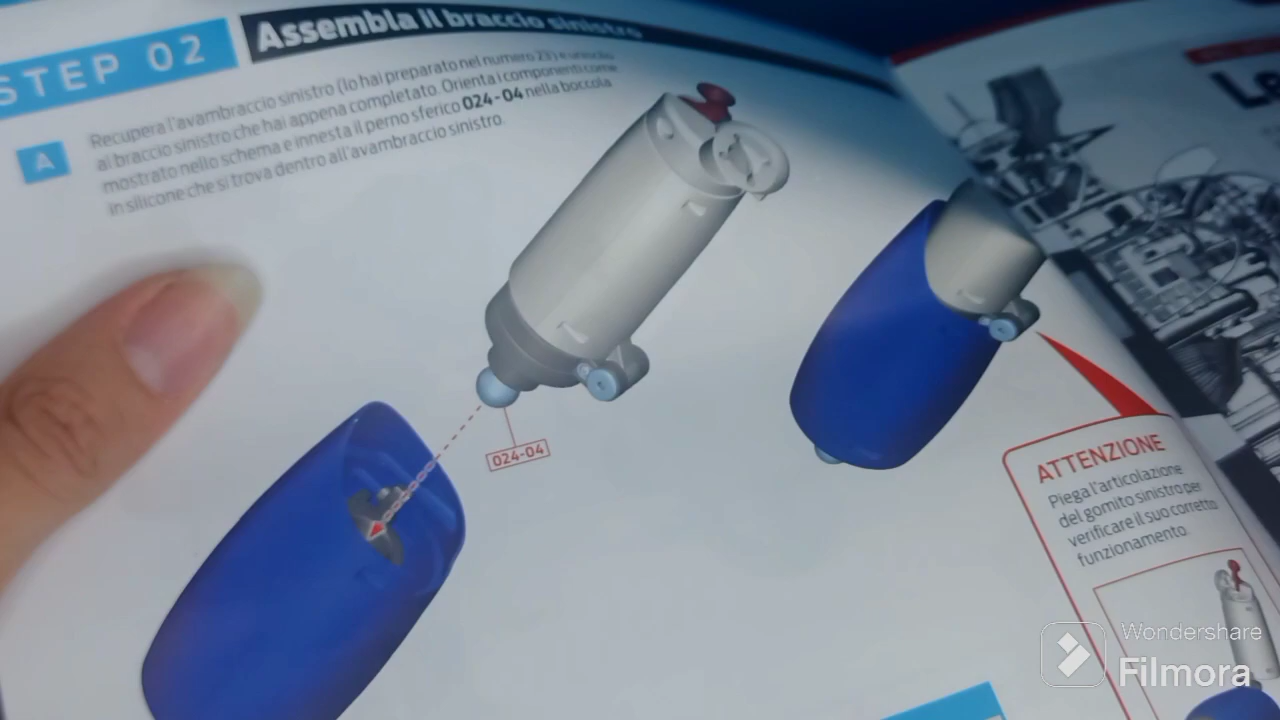 STEP 02
Assembla il braccio sinistro
A
Recupera l'avambraccio sinistro (lo hai preparato nel numero 23) e uniscilo
al braccio sinistro che hai appena completato. Orienta i componenti come
mostrato nello schema e innesta il perno sferico 024-04 nella boccola
in silicone che si trova dentro all'avambraccio sinistro.
024-04
ATTENZIONE
Piega l'articolazione
del gomito sinistro per
verificare il suo corretto
funzionamento.
Wondershare
Filmora